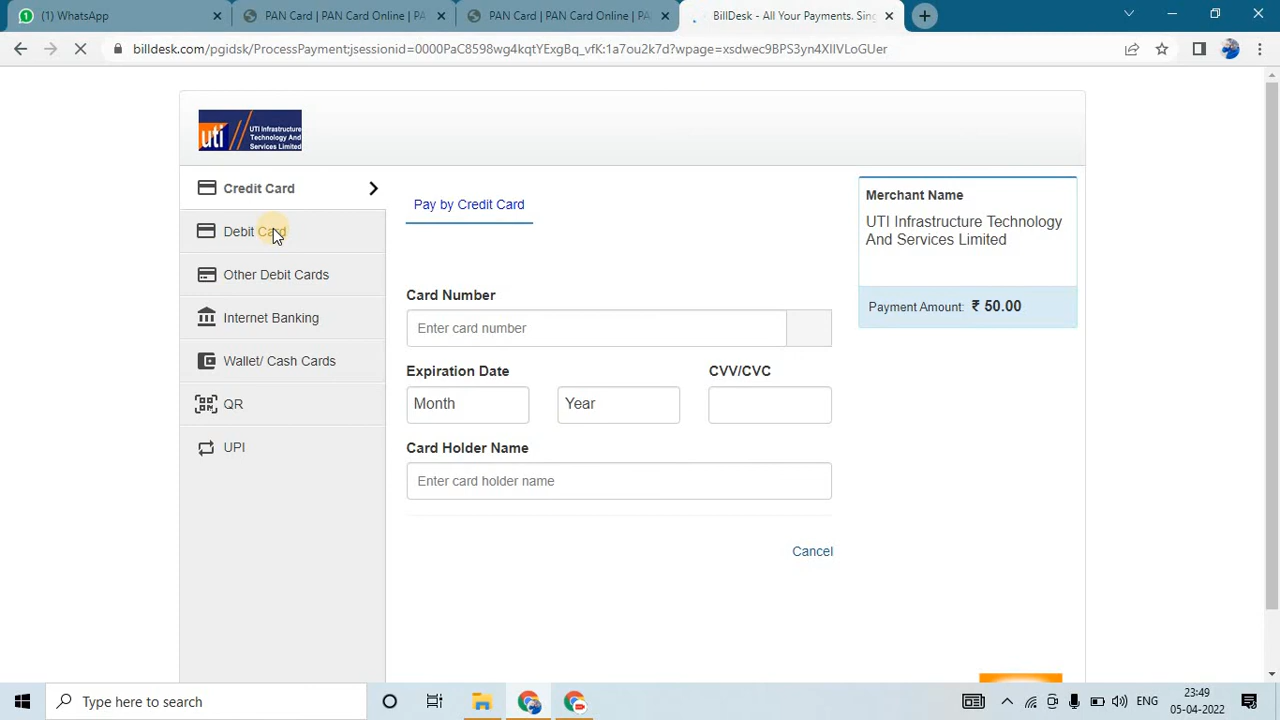 (1) WhatsApp
PAN Card | PAN Card Online | PA
PAN Card | PAN Card Online | PA
BillDesk - All Your Payments. Sin
billdesk.com/pgidsk/ProcessPayment;jsessionid=0000PaC8598wg4kqtYExgBq_vfK:1a7ou2k7d?wpage=xsdwec9BPS3yn4XIIVLoGUer
uti
UTI Infrastructure
Technology And
Services Limited
Credit Card
Debit Card
Other Debit Cards
Internet Banking
Wallet/ Cash Cards
QR
UPI
Pay by Credit Card
Card Number
Enter card number
Expiration Date
CVV/CVC
Month
Year
Card Holder Name
Enter card holder name
Cancel
Merchant Name
UTI Infrastructure Technology
And Services Limited
Payment Amount: ₹ 50.00
Type here to search
ENG
23:49
05-04-2022